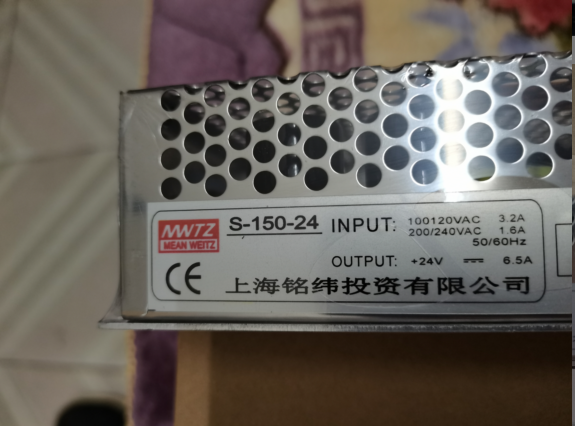 MWTZ
MEAN WEITZ
S-150-24
INPUT: 100120VAC 3.2A
200/240VAC 1.6A
50/60Hz
OUTPUT: +24V 6.5A
CE
上海铭纬投资有限公司